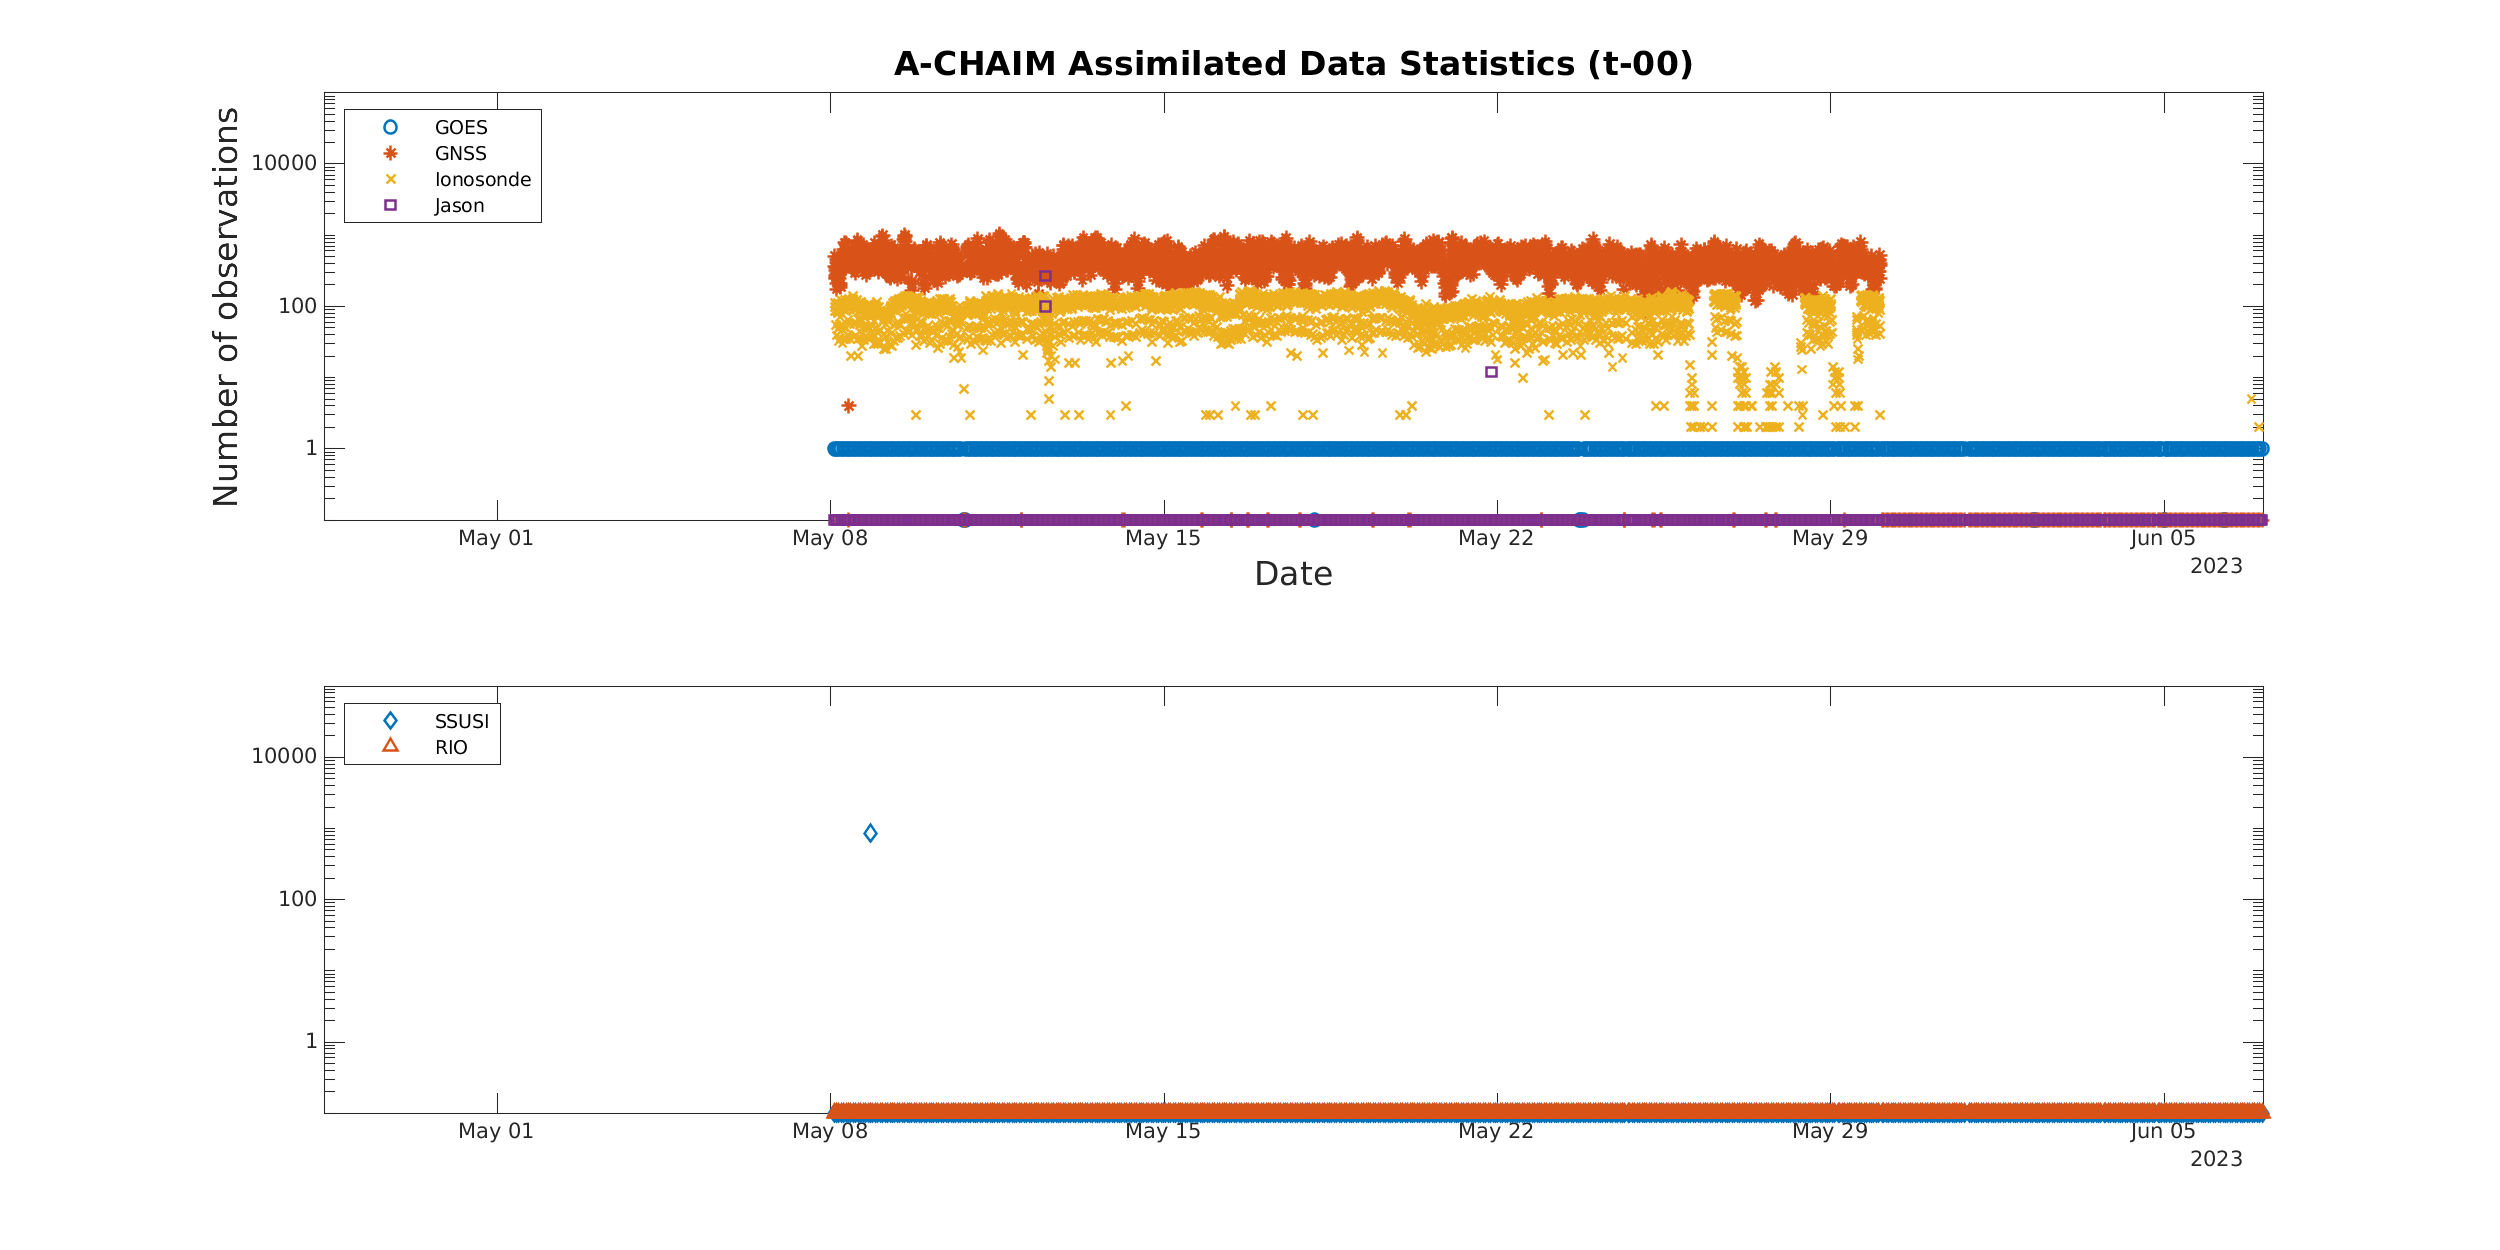 A-CHAIM Assimilated Data Statistics (t-00)
Number of observations
10000
100
1
GOES
GNSS
Ionosonde
Jason
May 01 May 08 May 15 May 22 May 29 Jun 05
2023
Date
10000
100
1
SSUSI
RIO
May 01 May 08 May 15 May 22 May 29 Jun 05
2023